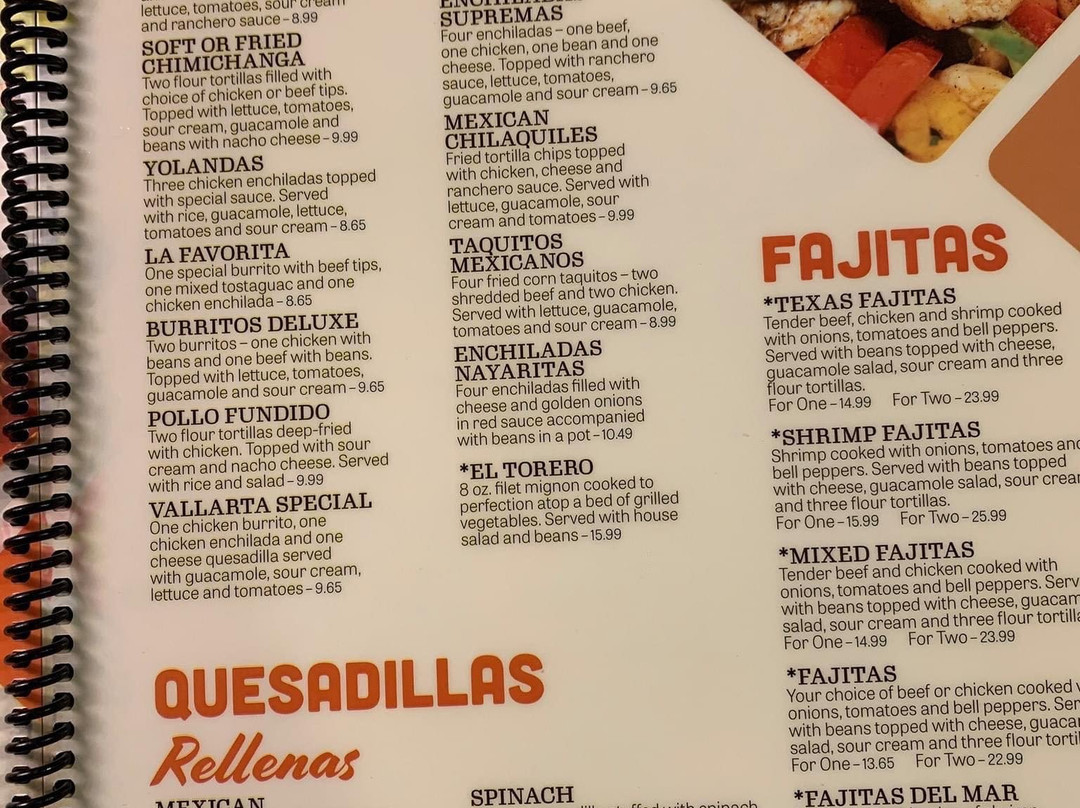 lettuce, tomatoes, sour cream
and ranchero sauce – 8.99
SOFT OR FRIED
CHIMICHANGA
Two flour tortillas filled with
choice of chicken or beef tips.
Topped with lettuce, tomatoes,
sour cream, guacamole and
beans with nacho cheese – 9.99
YOLANDAS
Three chicken enchiladas topped
with special sauce. Served
with rice, guacamole, lettuce,
tomatoes and sour cream – 8.65
LA FAVORITA
One special burrito with beef tips,
one mixed tostaguac and one
chicken enchilada – 8.65
BURRITOS DELUXE
Two burritos – one chicken with
beans and one beef with beans.
Topped with lettuce, tomatoes,
guacamole and sour cream – 9.65
POLLO FUNDIDO
Two flour tortillas deep-fried
with chicken. Topped with sour
cream and nacho cheese. Served
with rice and salad – 9.99
VALLARTA SPECIAL
One chicken burrito, one
chicken enchilada and one
cheese quesadilla served
with guacamole, sour cream,
lettuce and tomatoes – 9.65
SUPREMAS
Four enchiladas – one beef,
one chicken, one bean and one
cheese. Topped with ranchero
sauce, lettuce, tomatoes,
guacamole and sour cream – 9.65
MEXICAN
CHILAQUILES
Fried tortilla chips topped
with chicken, cheese and
ranchero sauce. Served with
lettuce, guacamole, sour
cream and tomatoes – 9.99
TAQUITOS
MEXICANOS
Four fried corn taquitos – two
shredded beef and two chicken.
Served with lettuce, guacamole,
tomatoes and sour cream – 8.99
ENCHILADAS
NAYARITAS
Four enchiladas filled with
cheese and golden onions
in red sauce accompanied
with beans in a pot – 10.49
*EL TORERO
8 oz. filet mignon cooked to
perfection atop a bed of grilled
vegetables. Served with house
salad and beans – 15.99
QUESADILLAS
Rellenas
MEXICAN
SPINACH
stuffed with spinach
FAJITAS
*TEXAS FAJITAS
Tender beef, chicken and shrimp cooked
with onions, tomatoes and bell peppers.
Served with beans topped with cheese,
guacamole salad, sour cream and three
flour tortillas.
For One – 14.99 For Two – 23.99
*SHRIMP FAJITAS
Shrimp cooked with onions, tomatoes and
bell peppers. Served with beans topped
with cheese, guacamole salad, sour crea
and three flour tortillas.
For One – 15.99 For Two – 25.99
*MIXED FAJITAS
Tender beef and chicken cooked with
onions, tomatoes and bell peppers. Serv
with beans topped with cheese, guacam
salad, sour cream and three flour tortilla
For One – 14.99 For Two – 23.99
*FAJITAS
Your choice of beef or chicken cooked
onions, tomatoes and bell peppers. Ser
with beans topped with cheese, guaca
salad, sour cream and three flour torti
For One – 13.65 For Two – 22.99
*FAJITAS DEL MAR